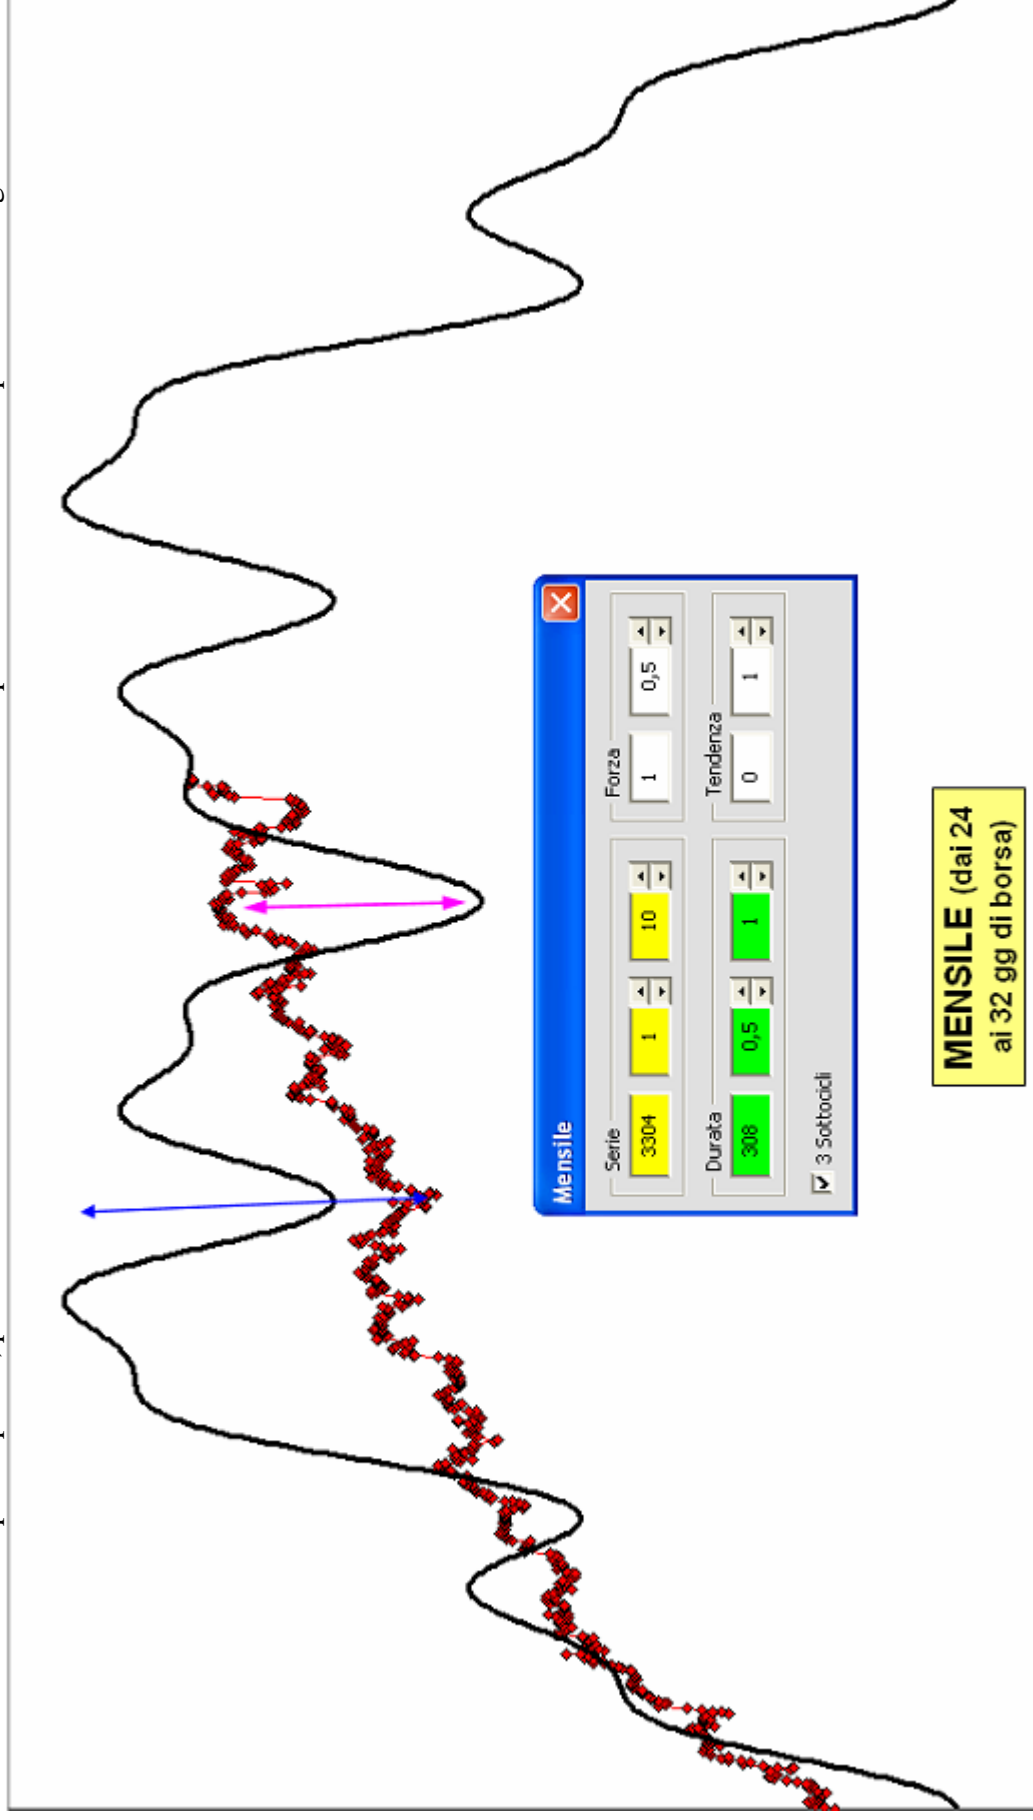 Mensile
Serie
3304
1
10
Forza
1
0,5
Durata
308
0,5
1
Tendenza
0
1
3 Sottocicli
MENSILE (dai 24
ai 32 gg di borsa)